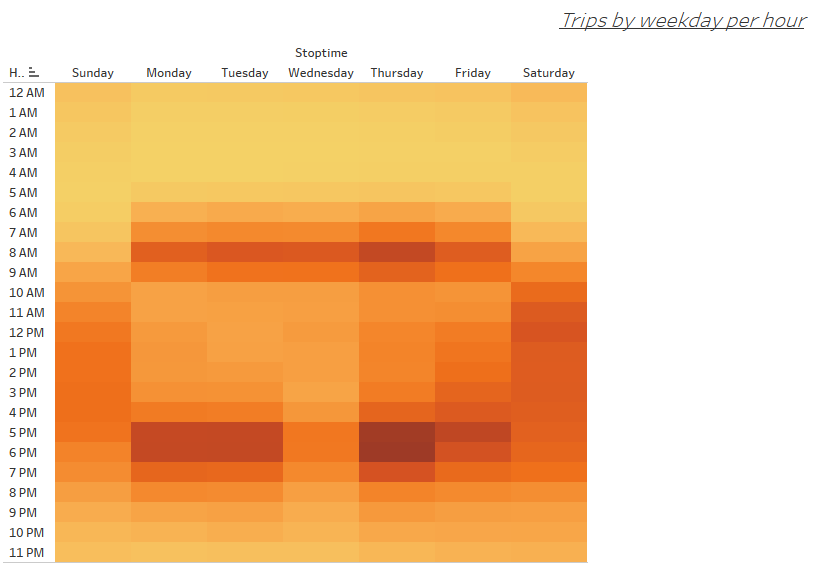 Trips by weekday per hour
Stoptime
H.. Sunday Monday Tuesday Wednesday Thursday Friday Saturday
12 AM
1 AM
2 AM
3 AM
4 AM
5 AM
6 AM
7 AM
8 AM
9 AM
10 AM
11 AM
12 PM
1 PM
2 PM
3 PM
4 PM
5 PM
6 PM
7 PM
8 PM
9 PM
10 PM
11 PM